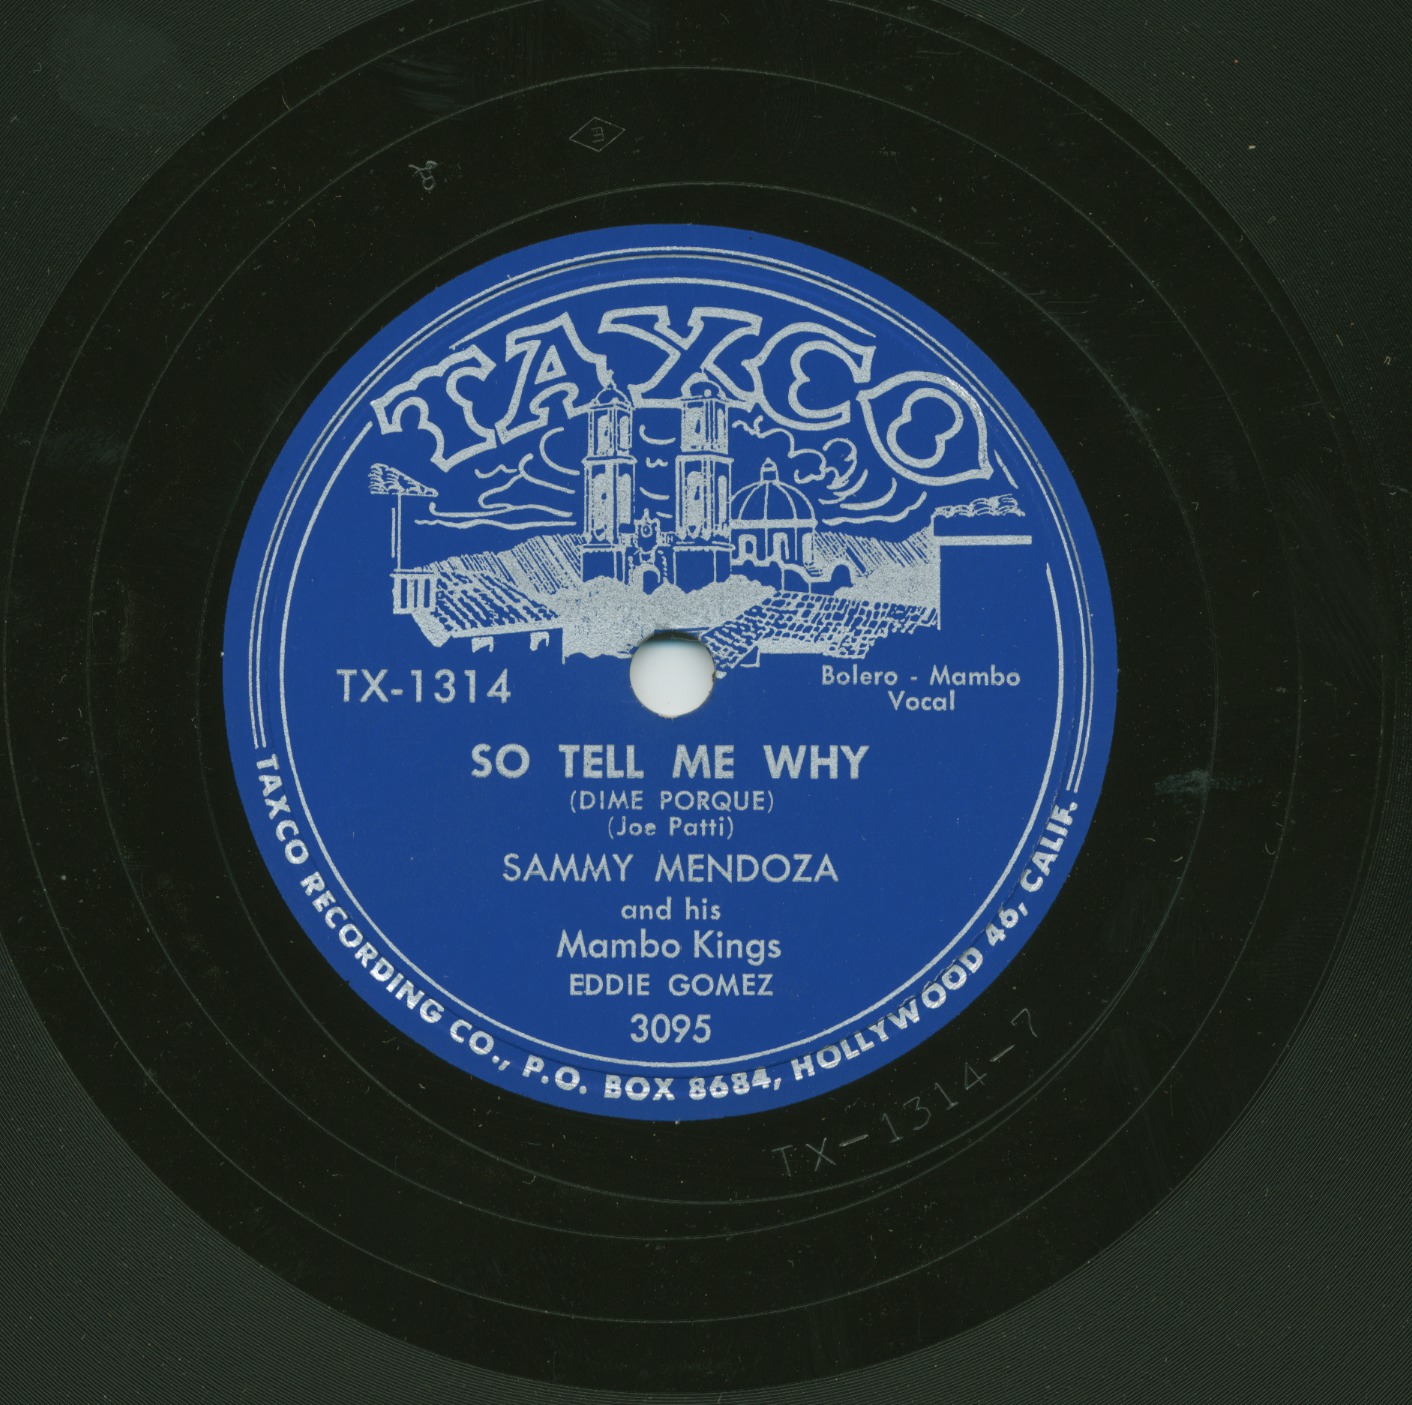 TAXCO
TX-1314
Bolero - Mambo
Vocal
SO TELL ME WHY
(DIME PORQUE)
(Joe Patti)
SAMMY MENDOZA
and his
Mambo Kings
EDDIE GOMEZ
3095
TAXCO RECORDING CO., P.O. BOX 8684, HOLLYWOOD 46, CALIF.
TX-1314-7